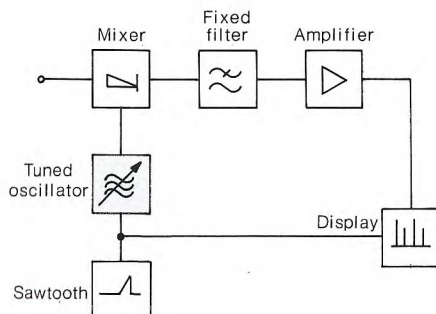 Mixer
Fixed
filter
Amplifier
Tuned
oscillator
Display
Sawtooth